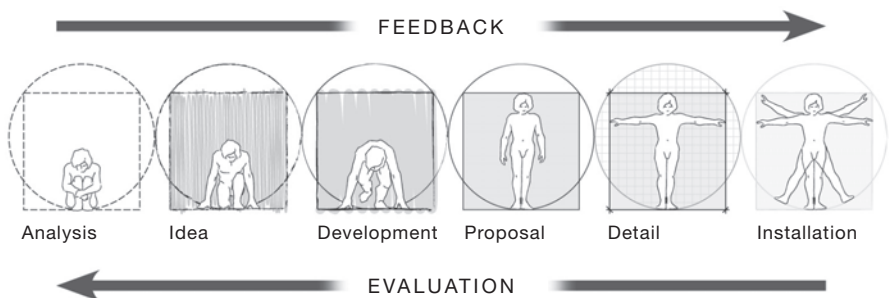 FEEDBACK
Analysis Idea Development Proposal Detail Installation
EVALUATION